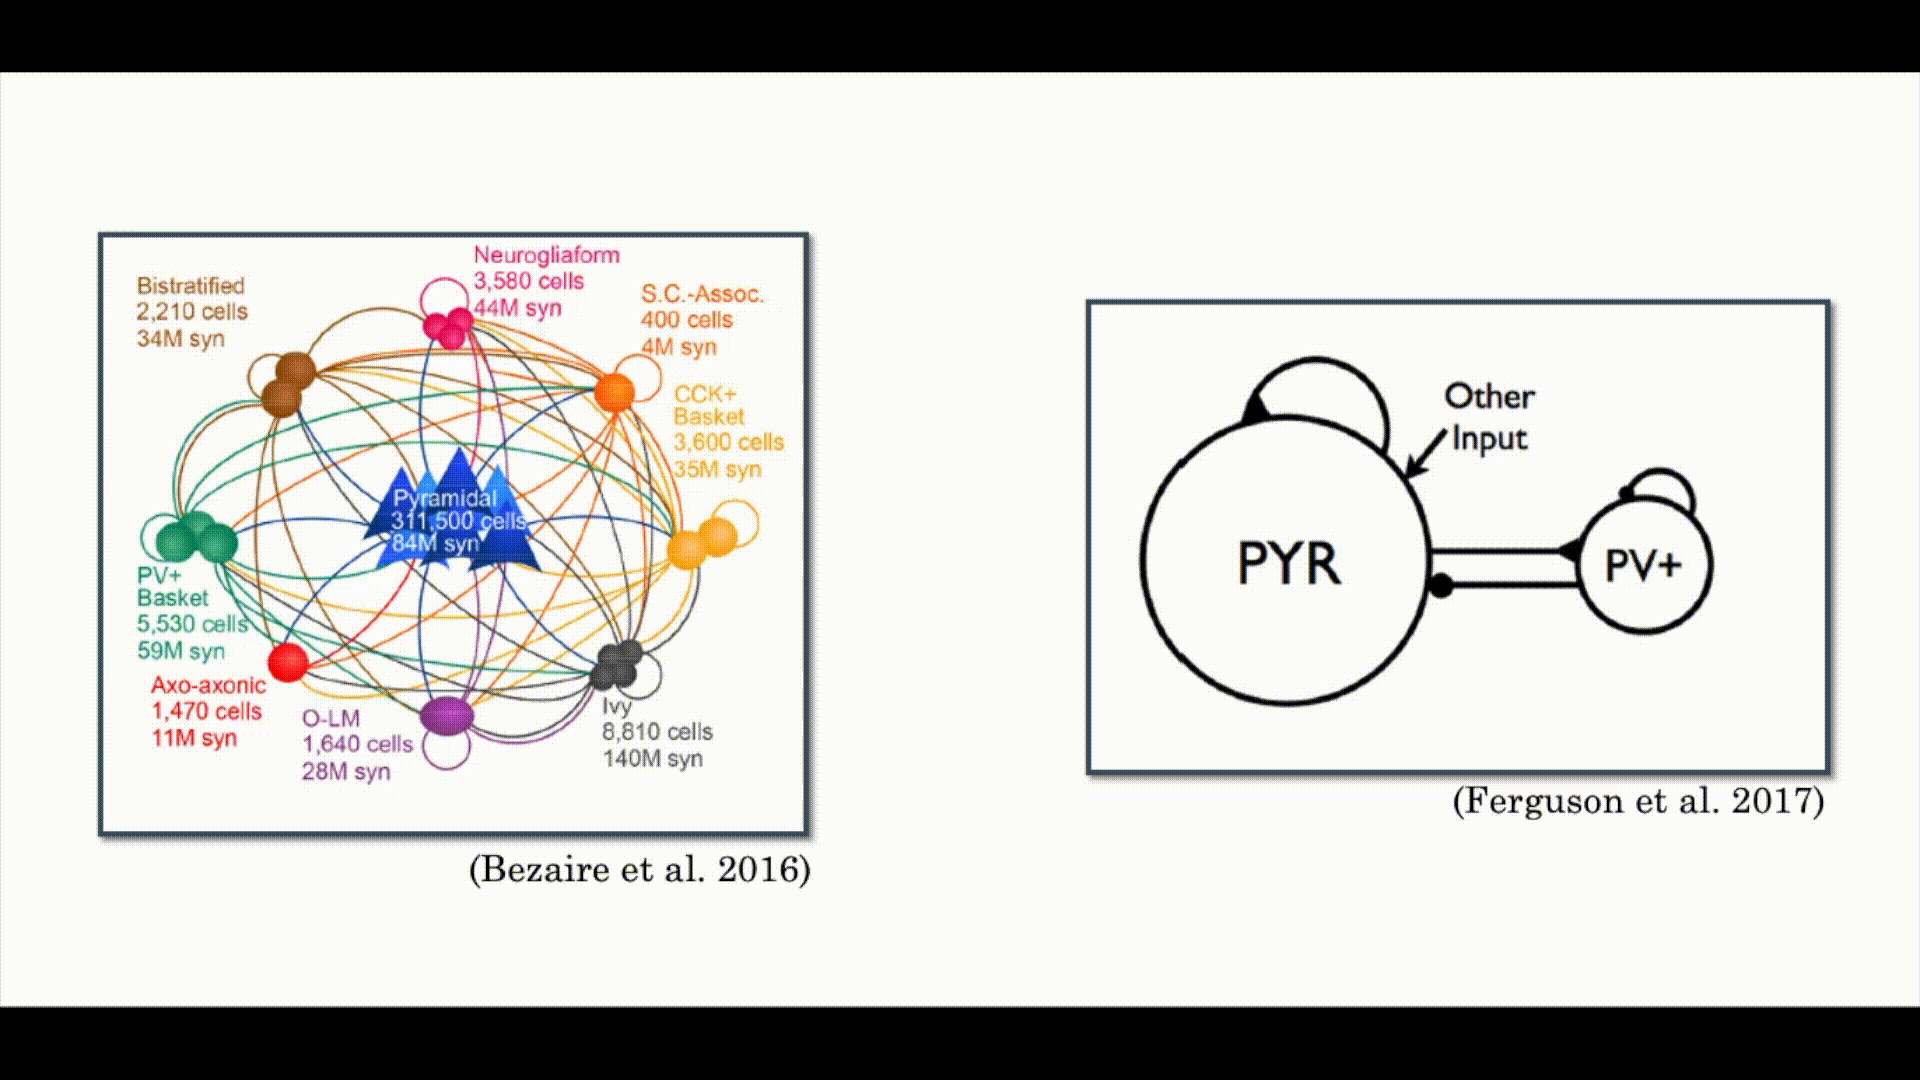 Neurogliaform
3,580 cells
44M syn
Bistratified
2,210 cells
34M syn
S.C.-Assoc.
400 cells
4M syn
CCK+
Basket
3,600 cells
35M syn
Pyramidal
311,500 cells
84M syn
PV+
Basket
5,530 cells
59M syn
Axo-axonic
1,470 cells
11M syn
O-LM
1,640 cells
28M syn
Ivy
8,810 cells
140M syn
(Bezaire et al. 2016)
Other
Input
PYR
PV+
(Ferguson et al. 2017)